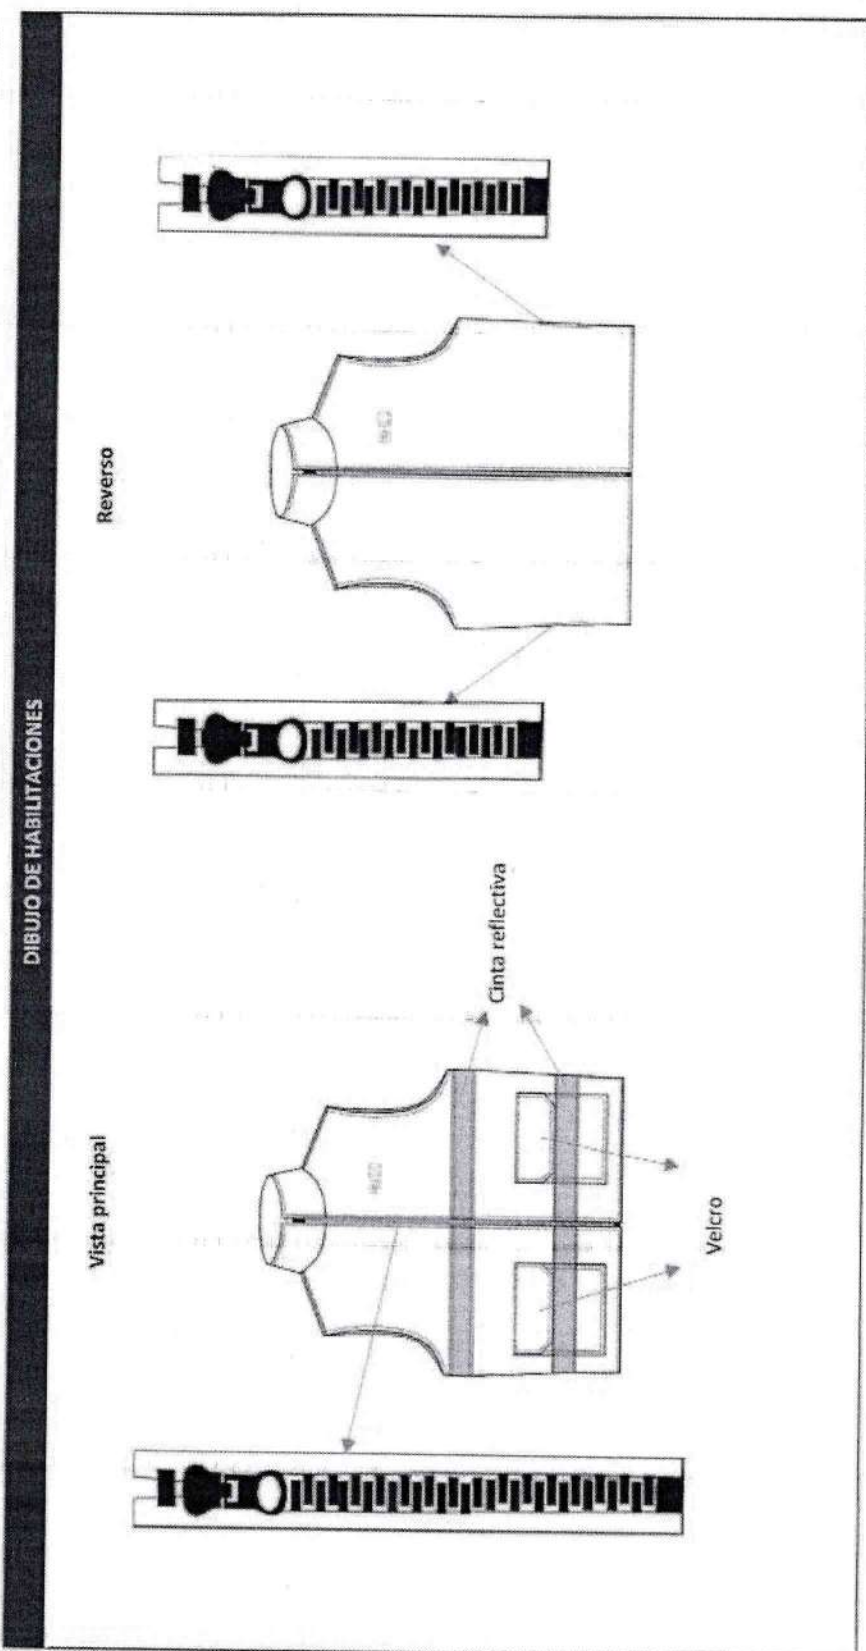 DIBUJO DE HABILITACIONES
Vista principal
Reverso
Cinta reflectiva
Velcro